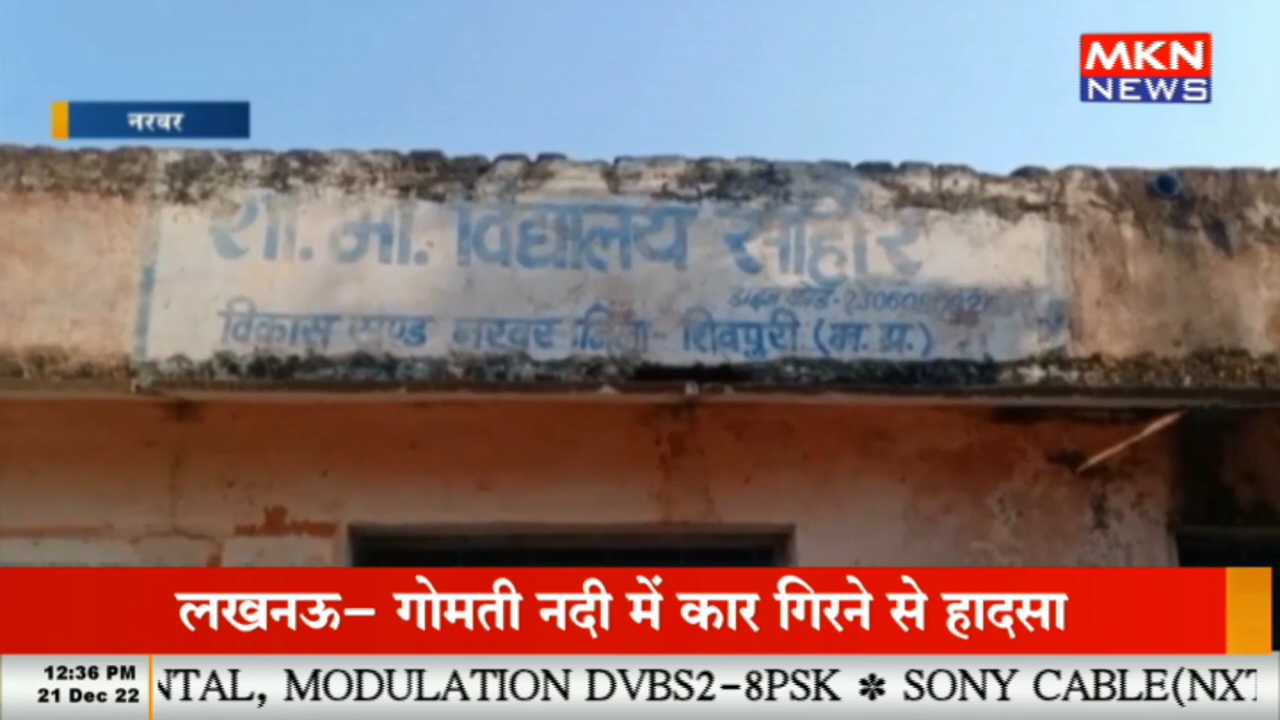 MKN
NEWS
नरवर
शा. मा. विद्यालय सीहोर
डाइस कोड-
विकास खण्ड नरवर जिला- शिवपुरी (म.प्र.)
लखनऊ- गोमती नदी में कार गिरने से हादसा
12:36 PM
21 Dec 22
NTAL, MODULATION DVBS2-8PSK * SONY CABLE(NXT